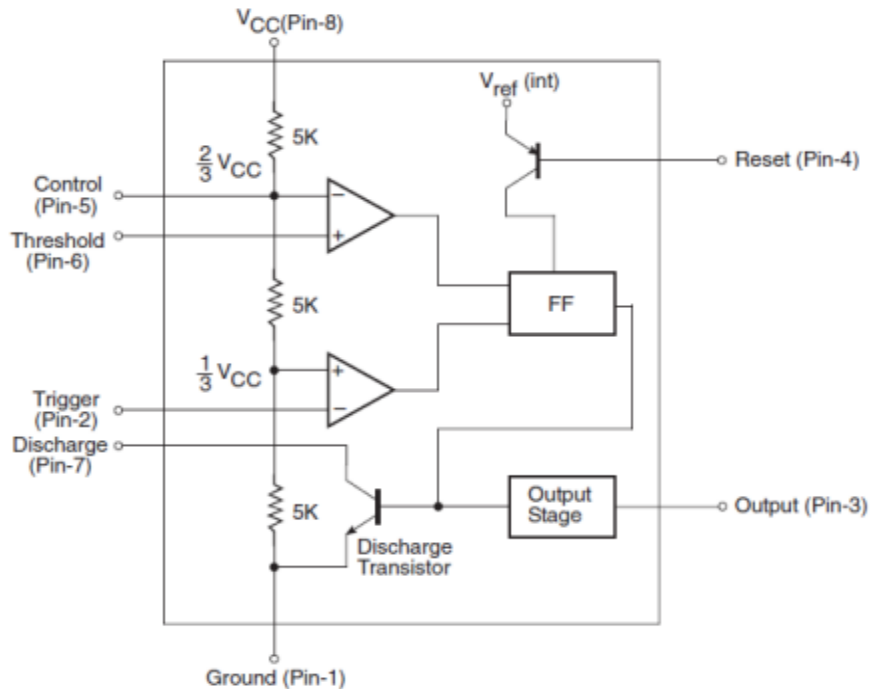 VCC(Pin-8)
Vref (int)
5K
2/3 VCC
Reset (Pin-4)
Control
(Pin-5)
Threshold
(Pin-6)
5K
FF
1/3 VCC
Trigger
(Pin-2)
Discharge
(Pin-7)
5K
Output
Stage
Output (Pin-3)
Discharge
Transistor
Ground (Pin-1)
− 
+
+
−